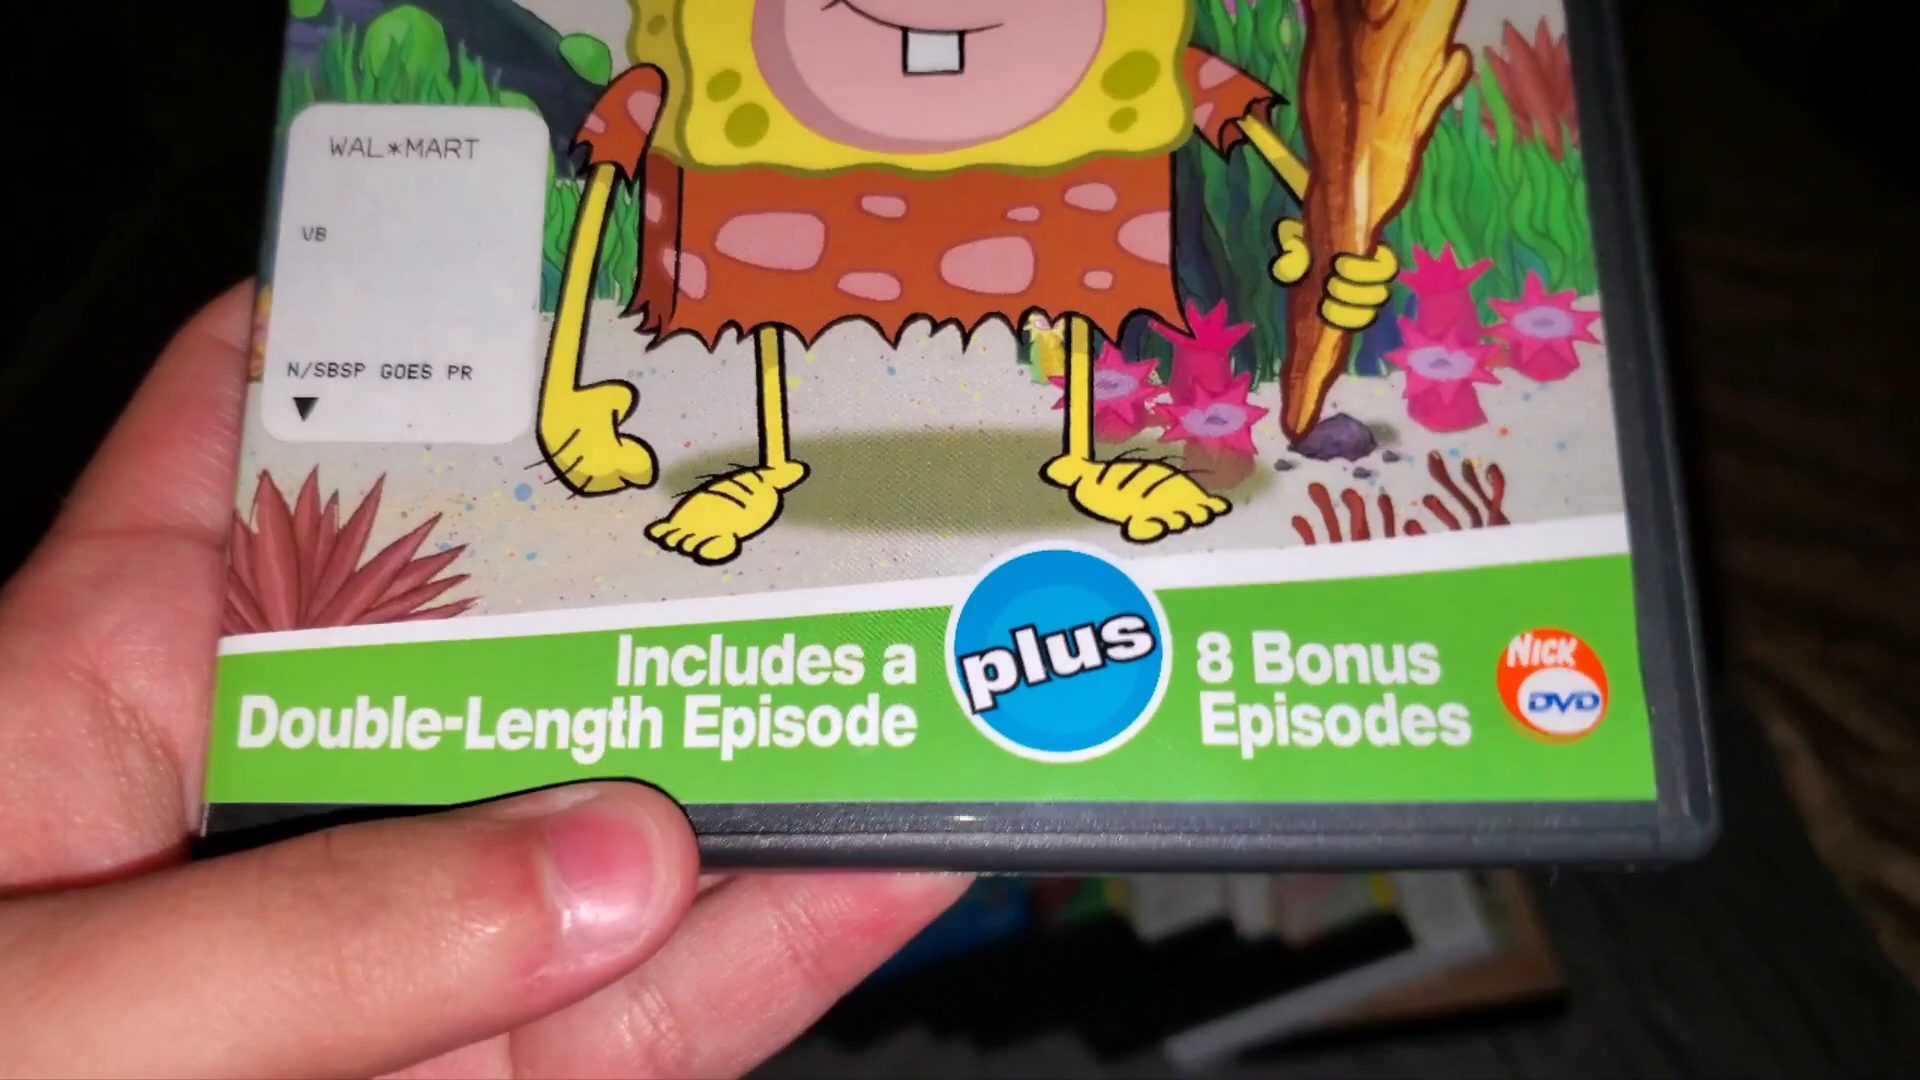 WAL*MART
VB
N/SBSP GOES PR
Includes a
Double-Length Episode
plus
8 Bonus
Episodes
NICK
DVD